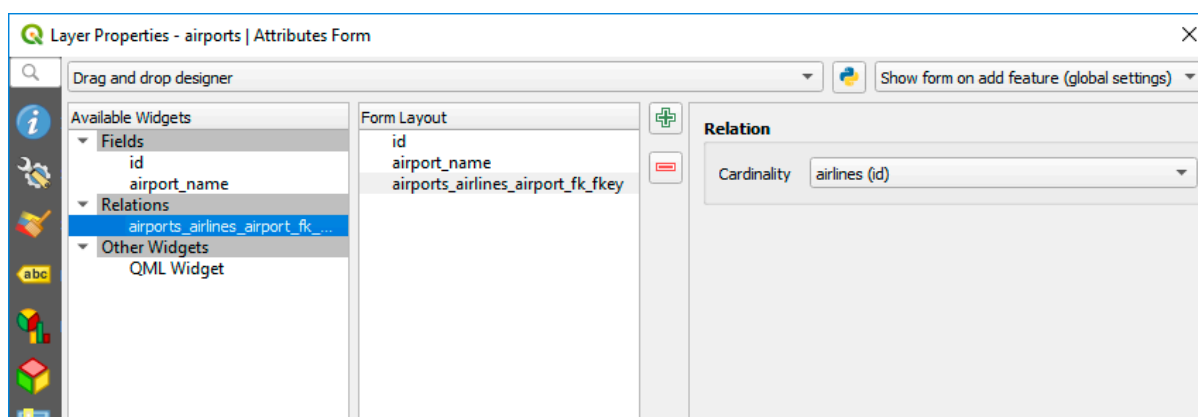 Layer Properties - airports | Attributes Form
Drag and drop designer
Show form on add feature (global settings)
Available Widgets
Fields
id
airport_name
Relations
airports_airlines_airport_fk_...
Other Widgets
QML Widget
Form Layout
id
airport_name
airports_airlines_airport_fk_fkey
Relation
Cardinality airlines (id)
abc